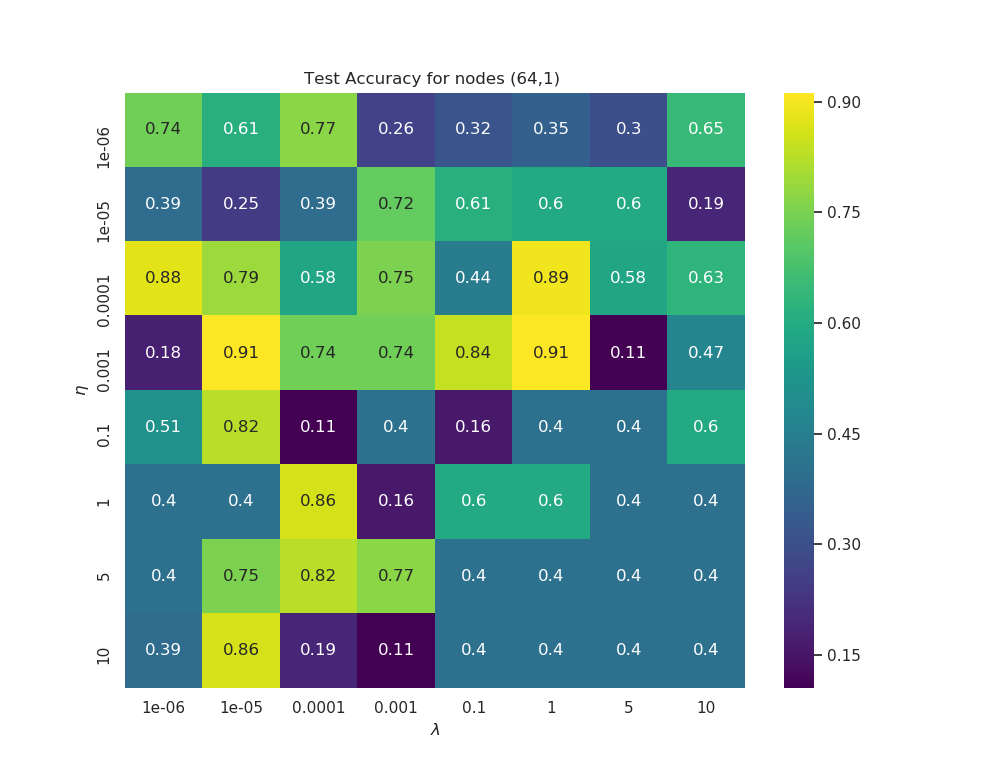 Test Accuracy for nodes (64,1)
η
1e-06 0.74 0.61 0.77 0.26 0.32 0.35 0.3 0.65
1e-05 0.39 0.25 0.39 0.72 0.61 0.6 0.6 0.19
0.0001 0.88 0.79 0.58 0.75 0.44 0.89 0.58 0.63
0.001 0.18 0.91 0.74 0.74 0.84 0.91 0.11 0.47
0.1 0.51 0.82 0.11 0.4 0.16 0.4 0.4 0.6
1 0.4 0.4 0.86 0.16 0.6 0.6 0.4 0.4
5 0.4 0.75 0.82 0.77 0.4 0.4 0.4 0.4
10 0.39 0.86 0.19 0.11 0.4 0.4 0.4 0.4
1e-06 1e-05 0.0001 0.001 0.1 1 5 10
λ
0.90
0.75
0.60
0.45
0.30
0.15